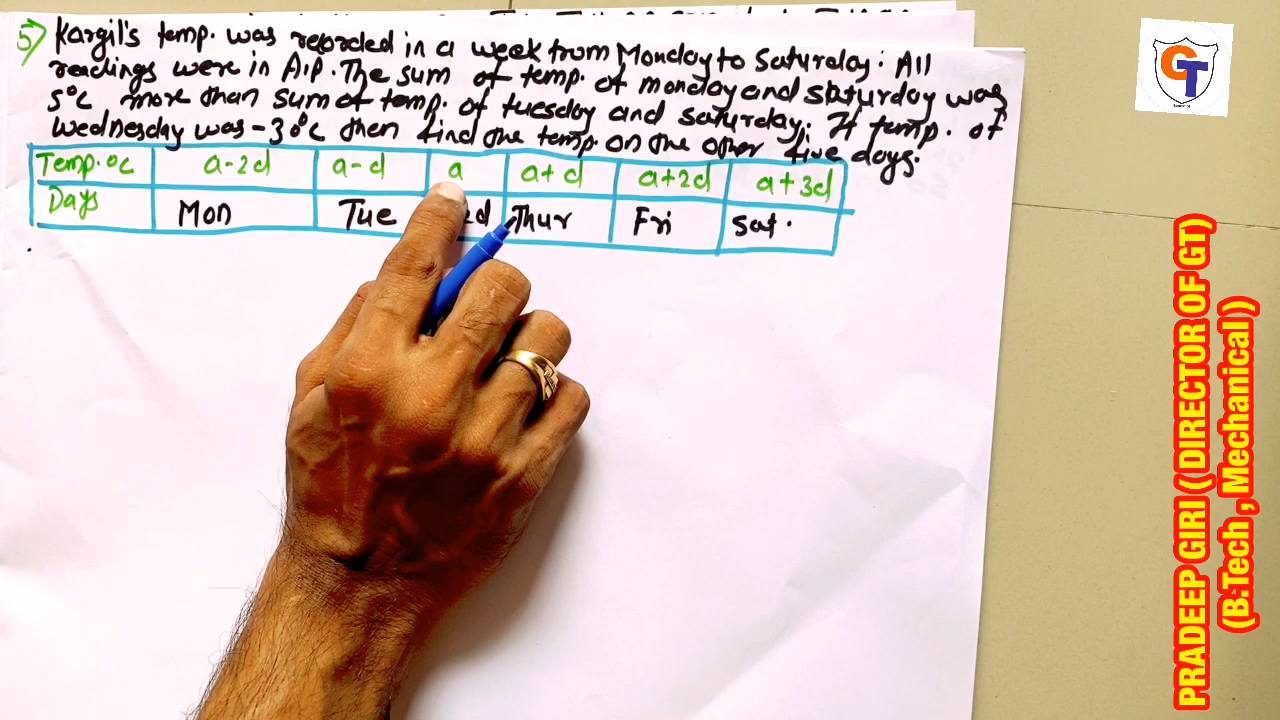 5) Kargil's temp. was recorded in a week from Monday to Saturday: All
readings were in A.P. The sum of temp. of monday and saturday was
5°C more than sum of temp. of tuesday and saturday. If temp. of
Wednesday was -30°C then find the temp. on the other five days.
Temp.°C a-2d a-d a a+d a+2d a+3d
Days Mon Tue Thur Fri Sat.
GT
PRADEEP GIRI (( DIRECTOR OF GT)
(B.Tech , Mechanical )